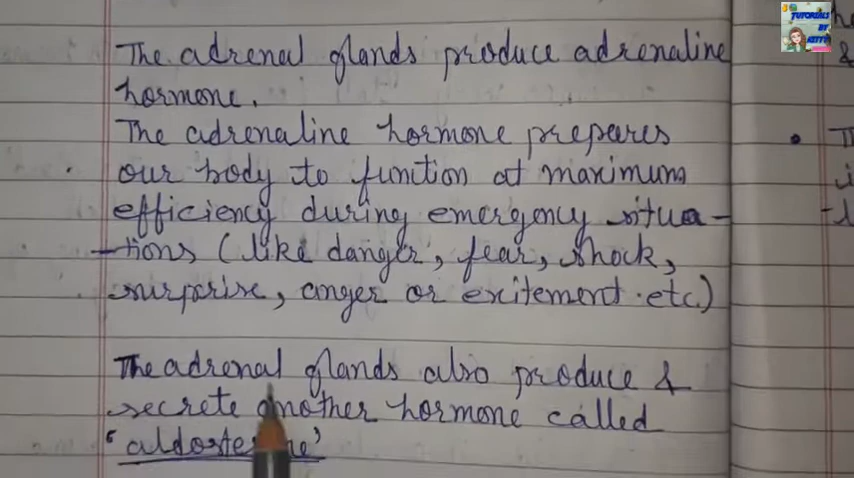 The adrenal glands produce adrenaline
hormone.
The adrenaline hormone prepares
our body to function at maximum
efficiency during emergency situa-
-tions (like danger, fear, shock,
surprise, anger or excitement etc.)
The adrenal glands also produce &
secrete another hormone called
TUTORIALS
BY
&